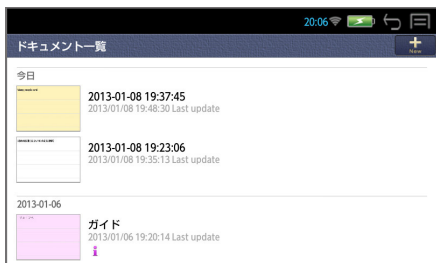 20:06
ドキュメント一覧
New
今日
2013-01-08 19:37:45
2013/01/08 19:48:30 Last update
2013-01-08 19:23:06
2013/01/08 19:35:13 Last update
2013-01-06
ガイド
2013/01/06 19:20:14 Last update